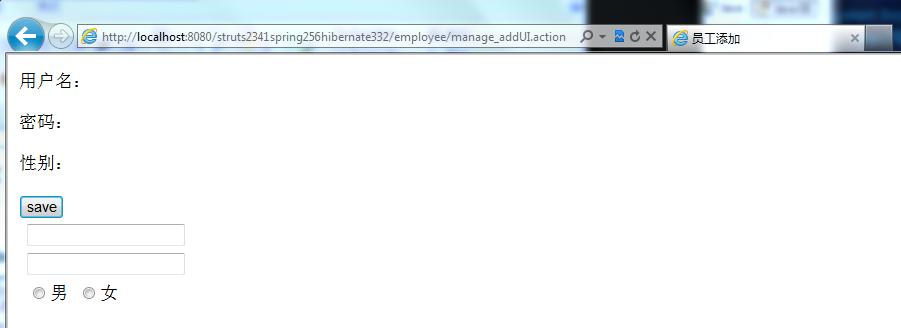 http://localhost:8080/struts2341spring256hibernate332/employee/manage_addUI.action
员工添加
用户名：
密码：
性别：
save
男 女